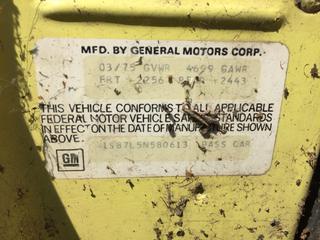 MFD. BY GENERAL MOTORS CORP.
03/75 GVWR 4699 GAWR
FRT 2256 REAR 2443
THIS VEHICLE CONFORMS TO ALL APPLICABLE
FEDERAL MOTOR VEHICLE SAFETY STANDARDS
IN EFFECT ON THE DATE OF MANUFACTURE SHOWN
ABOVE.
1S87L5N580613 PASS CAR
GM